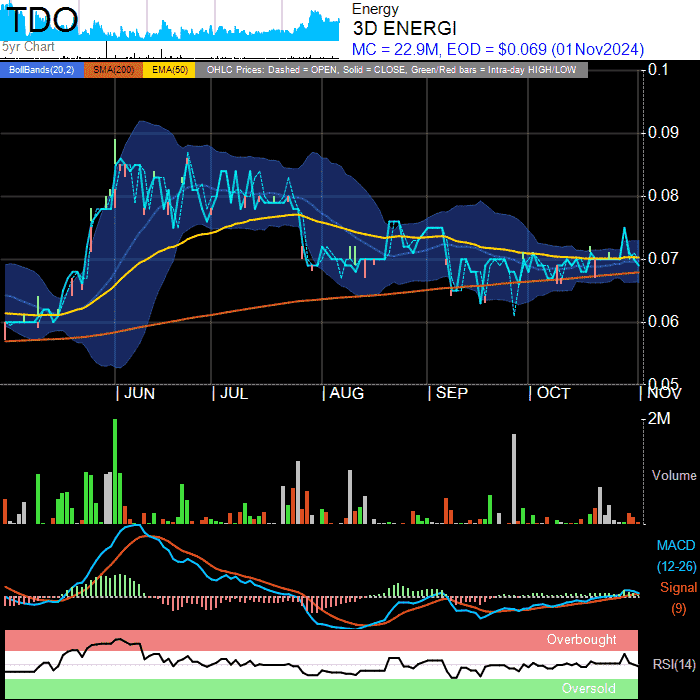 TDO
5yr Chart
Energy
3D ENERGI
MC = 22.9M, EOD = $0.069 (01Nov2024)
BollBands(20,2) SMA(200) EMA(50) OHLC Prices: Dashed = OPEN, Solid = CLOSE, Green/Red bars = Intra-day HIGH/LOW
0.1
0.09
0.08
0.07
0.06
0.05
JUN JUL AUG SEP OCT NOV
2M
Volume
MACD
(12-26)
Signal
(9)
Overbought
RSI(14)
Oversold